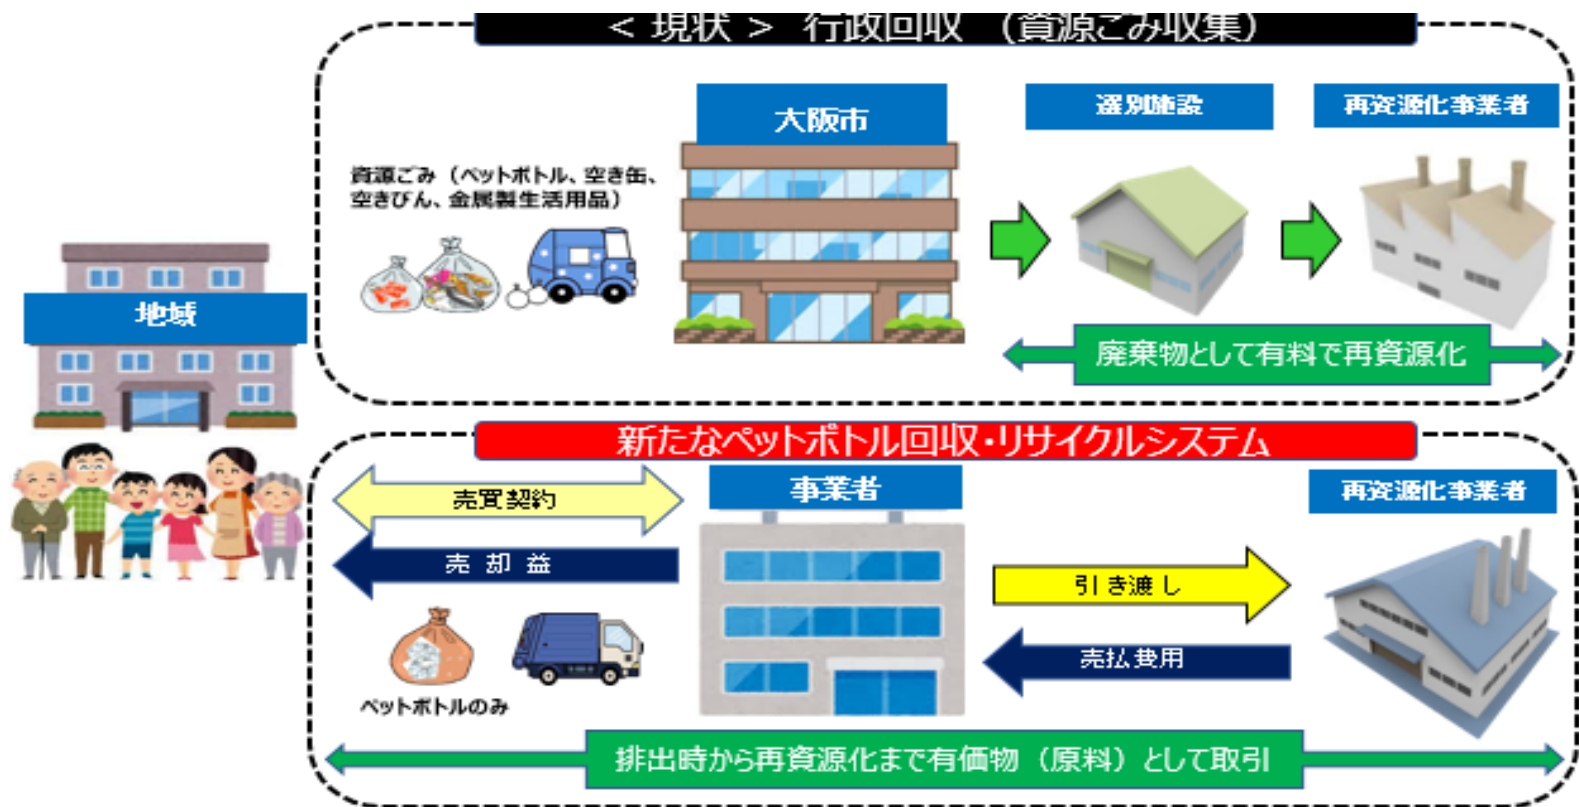 < 現状 > 行政回収 （資源ごみ収集）
大阪市
選別施設
再資源化事業者
資源ごみ（ペットボトル、空き缶、
空きびん、金属製生活用品）
地域
廃棄物として有料で再資源化
新たなペットボトル回収・リサイクルシステム
売買契約
事業者
再資源化事業者
売 却 益
引き渡し
売払費用
ペットボトルのみ
排出時から再資源化まで有価物（原料）として取引